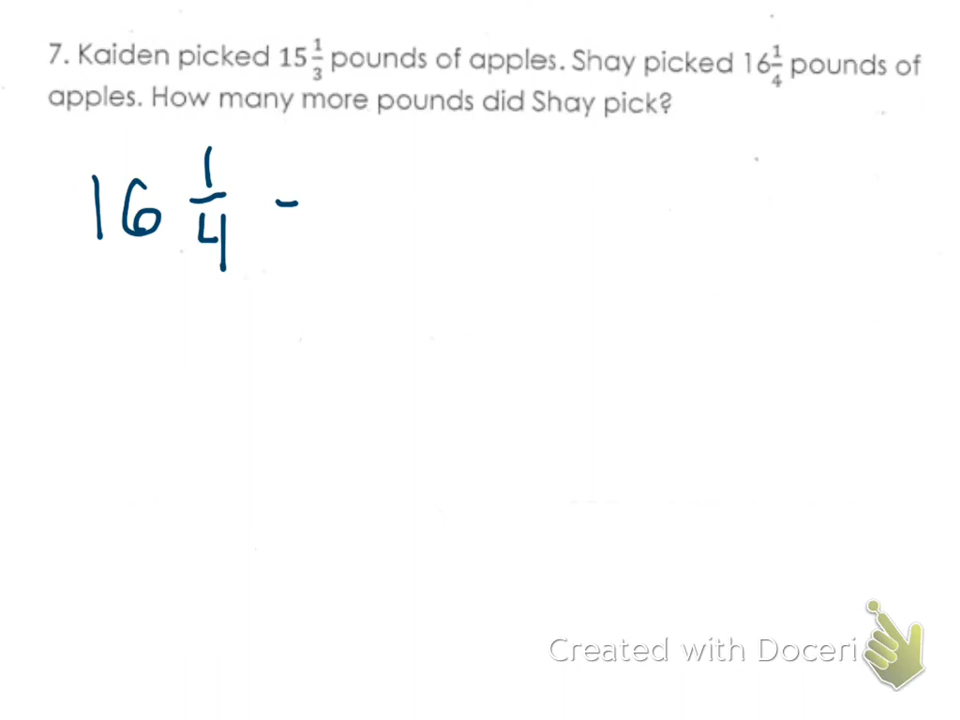 7. Kaiden picked 15 1/3 pounds of apples. Shay picked 16 1/4 pounds of
apples. How many more pounds did Shay pick?
16 1/4 -
Created with Doceri